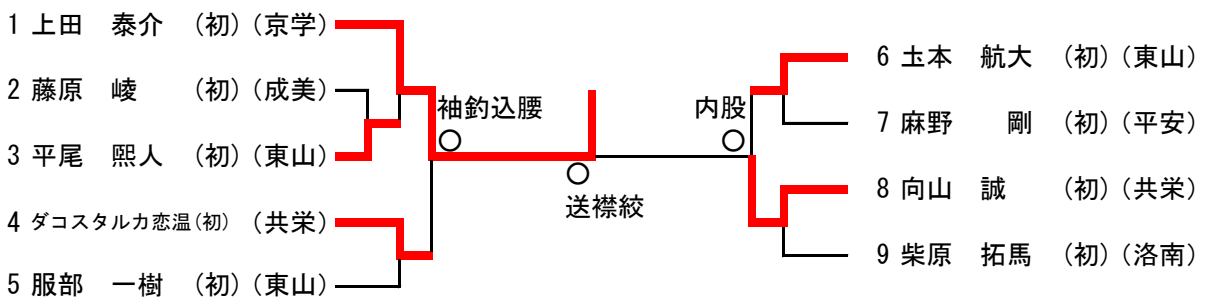 1 上田 泰介 (初) (京学)
2 藤原 崚 (初) (成美)
3 平尾 熙人 (初) (東山)
4 ダコスタルカ恋温(初) (共栄)
5 服部 一樹 (初) (東山)
袖釣込腰
○
○
送襟絞
内股
○
6 圡本 航大 (初) (東山)
7 麻野 剛 (初) (平安)
8 向山 誠 (初) (共栄)
9 柴原 拓馬 (初) (洛南)